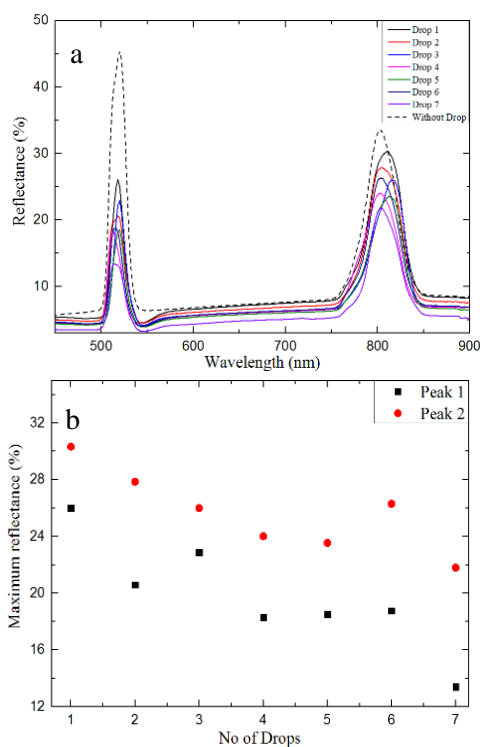 a
50
40
30
20
10
Reflectance (%)
Drop 1
Drop 2
Drop 3
Drop 4
Drop 5
Drop 6
Drop 7
Without Drop
500 600 700 800 900
Wavelength (nm)
b
Peak 1
Peak 2
32
28
24
20
16
12
Maximum reflectance (%)
1 2 3 4 5 6 7
No of Drops